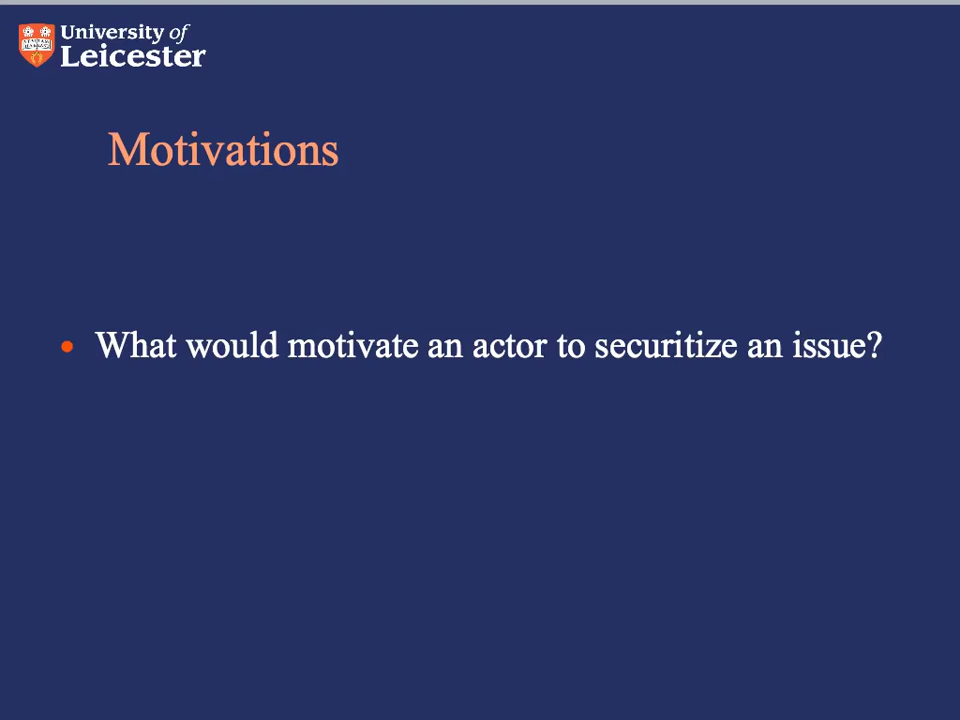 University of
Leicester
Motivations
• What would motivate an actor to securitize an issue?